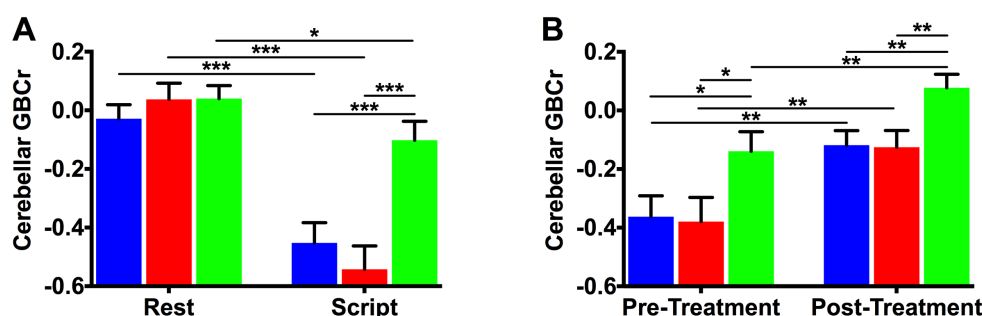 A
Cerebellar GBCr
0.2
0.0
-0.2
-0.4
-0.6
*
***
***
***
***
Rest
Script
B
Cerebellar GBCr
0.2
0.0
-0.2
-0.4
-0.6
**
**
**
*
*
**
**
Pre-Treatment
Post-Treatment